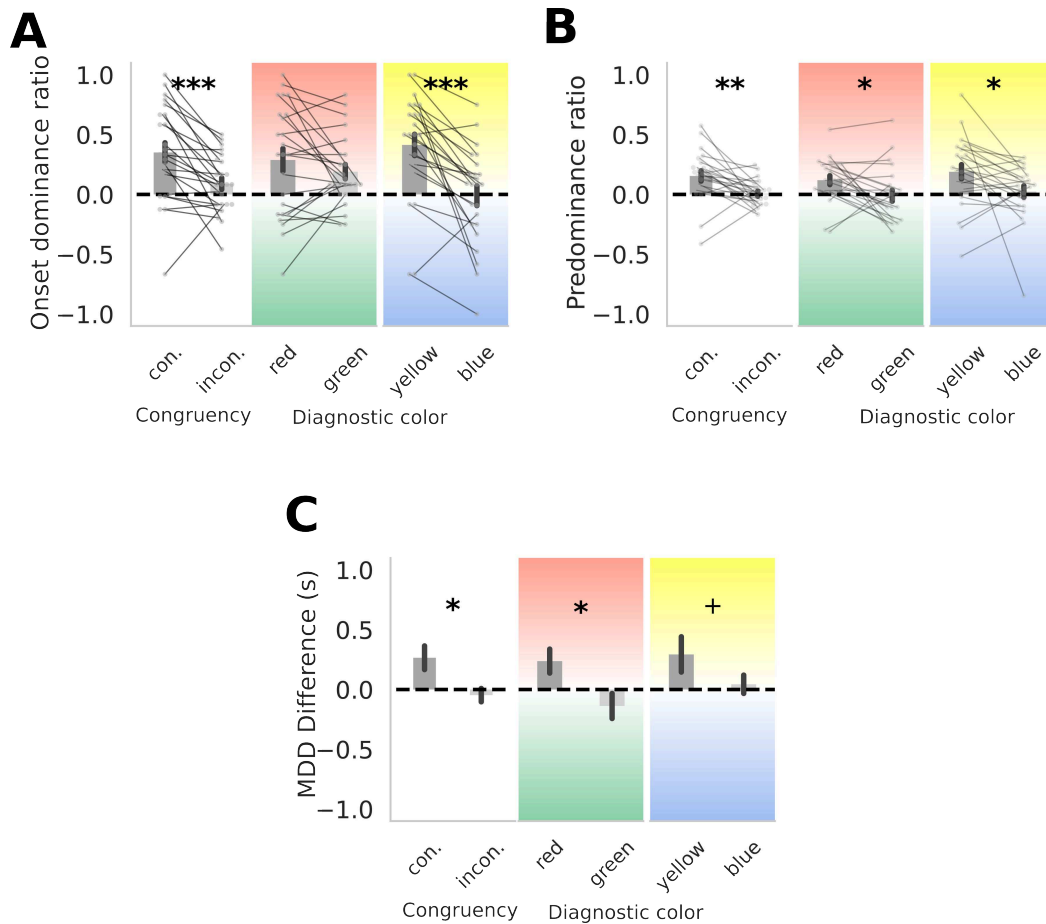 A
Onset dominance ratio
1.0
0.5
0.0
−0.5
−1.0
*** ***
con. incon. red green yellow blue
Congruency Diagnostic color
B
Predominance ratio
1.0
0.5
0.0
−0.5
−1.0
** * *
con. incon. red green yellow blue
Congruency Diagnostic color
C
MDD Difference (s)
1.0
0.5
0.0
−0.5
−1.0
* * +
con. incon. red green yellow blue
Congruency Diagnostic color